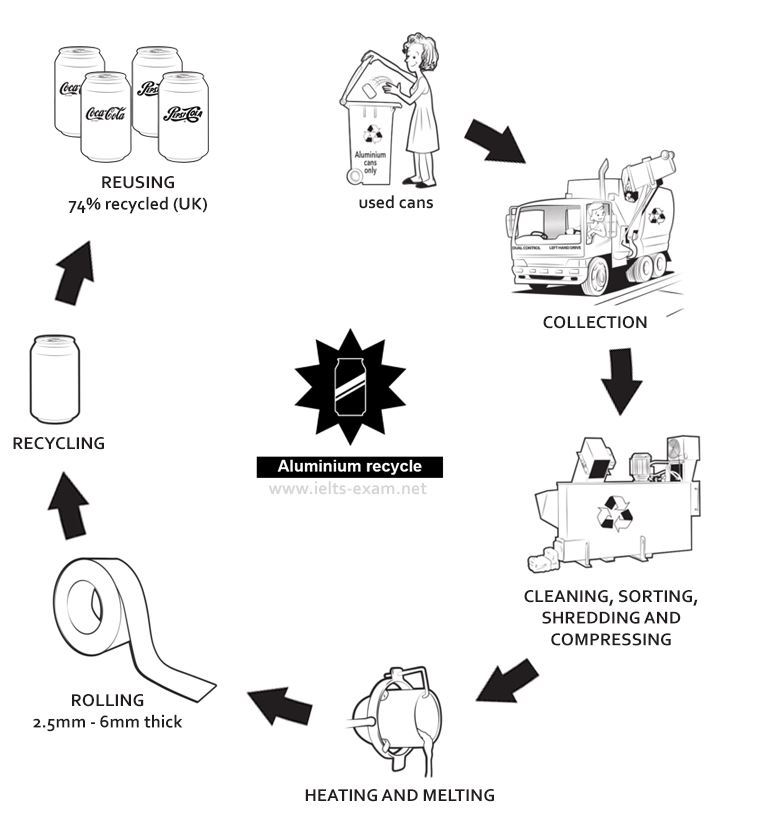 Coca-Cola
Coca-Cola
Pepsi-Cola
REUSING
74% recycled (UK)
Aluminium
cans
only
used cans
DUAL CONTROL LEFT HAND DRIVE
COLLECTION
RECYCLING
Aluminium recycle
www.ielts-exam.net
CLEANING, SORTING,
SHREDDING AND
COMPRESSING
ROLLING
2.5mm - 6mm thick
HEATING AND MELTING